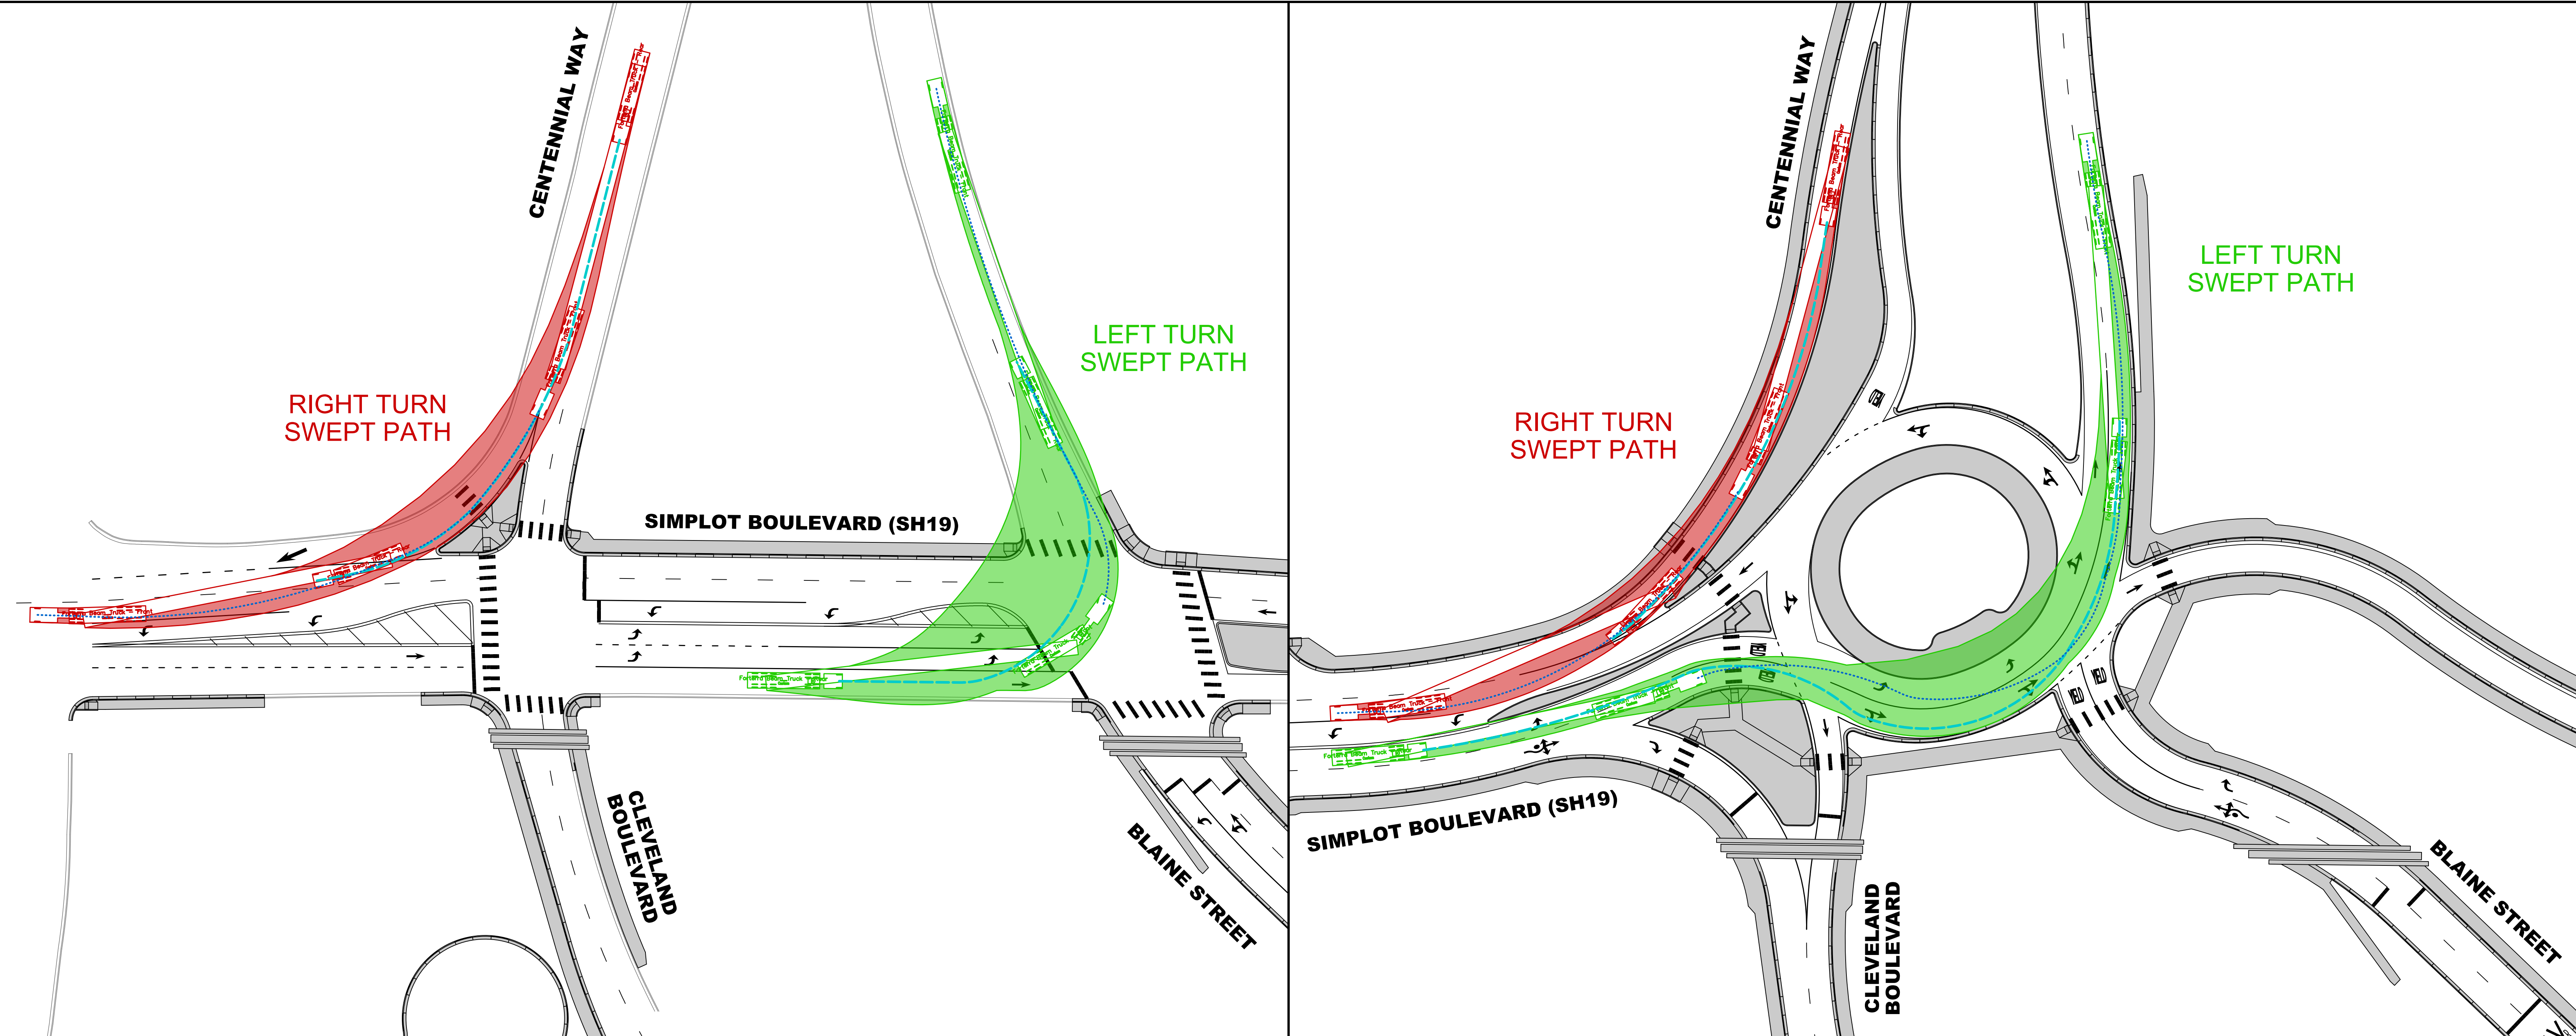 CENTENNIAL WAY
RIGHT TURN
SWEPT PATH
LEFT TURN
SWEPT PATH
SIMPLOT BOULEVARD (SH19)
CLEVELAND
BOULEVARD
BLAINE STREET
CENTENNIAL WAY
LEFT TURN
SWEPT PATH
RIGHT TURN
SWEPT PATH
SIMPLOT BOULEVARD (SH19)
CLEVELAND
BOULEVARD
BLAINE STREET